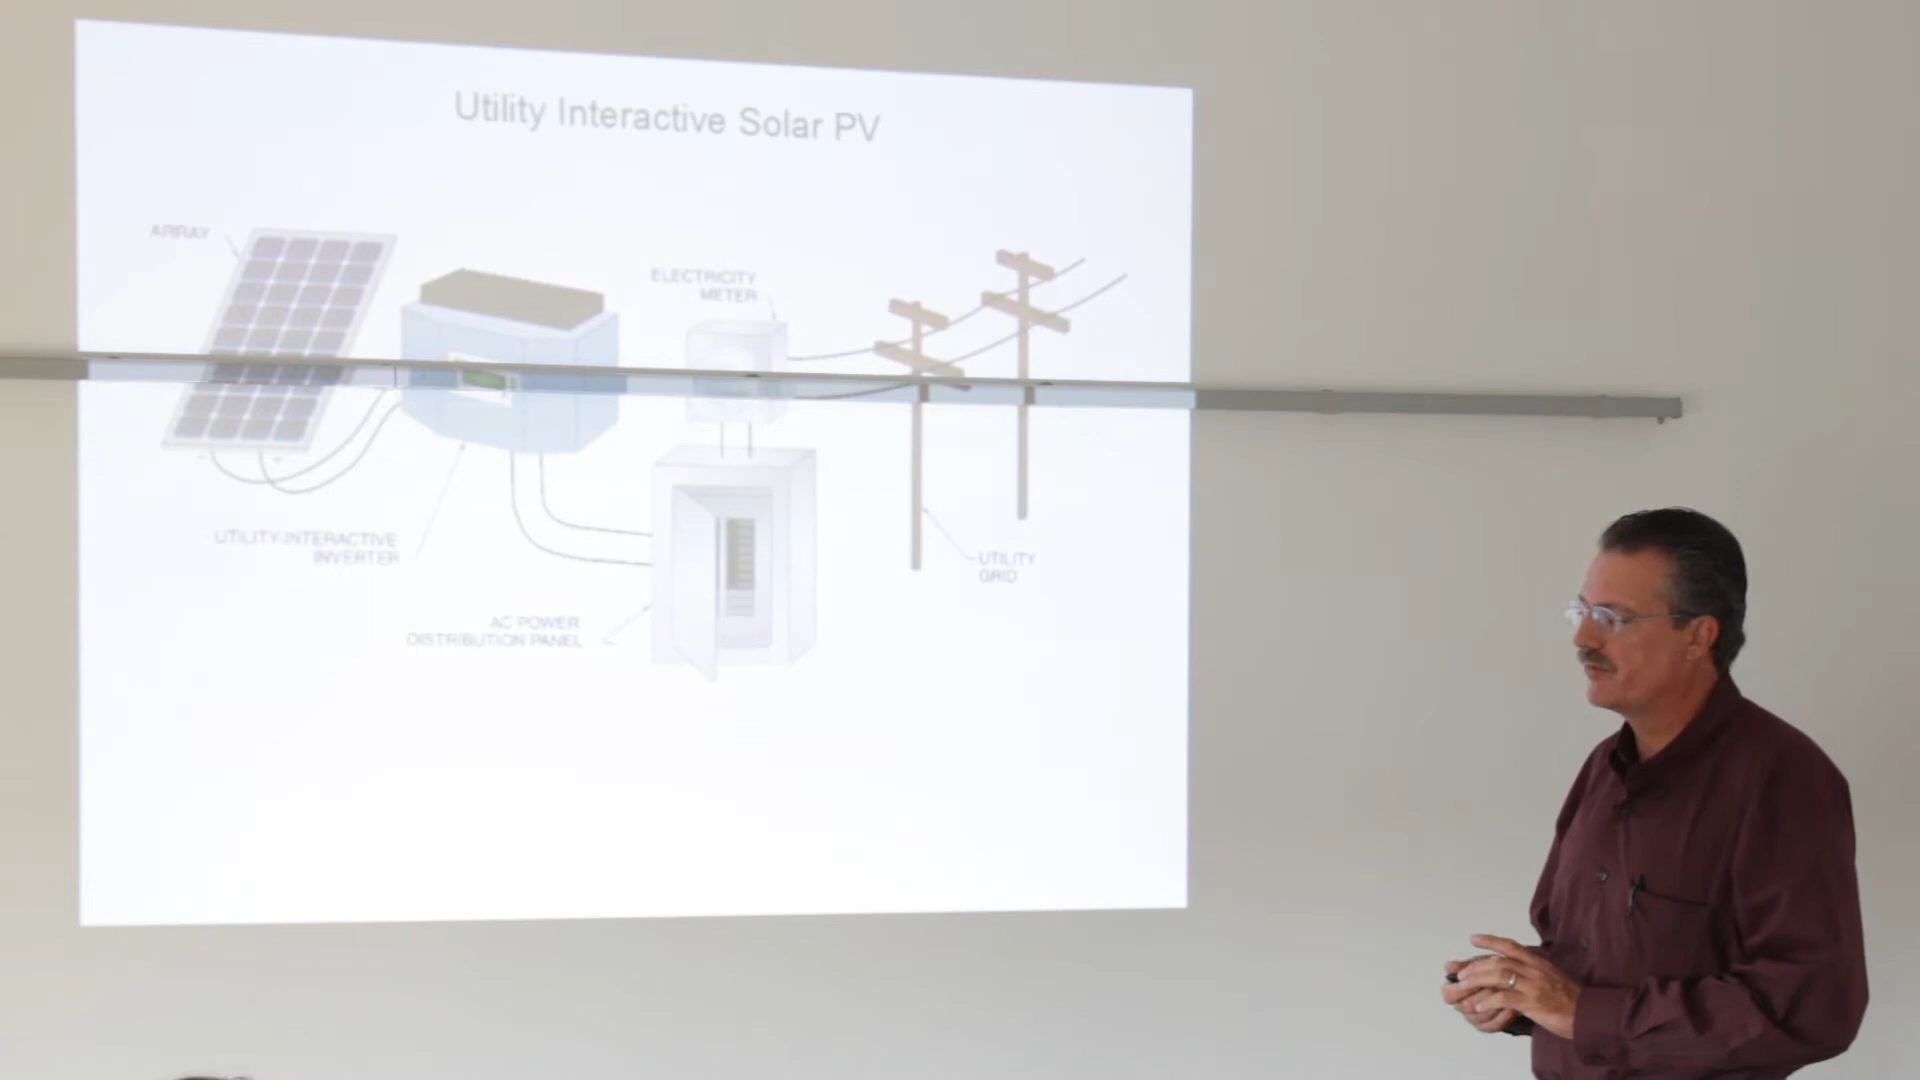 Utility Interactive Solar PV
ARRAY
ELECTRICITY
METER
UTILITY-INTERACTIVE
INVERTER
UTILITY
GRID
AC POWER
DISTRIBUTION PANEL